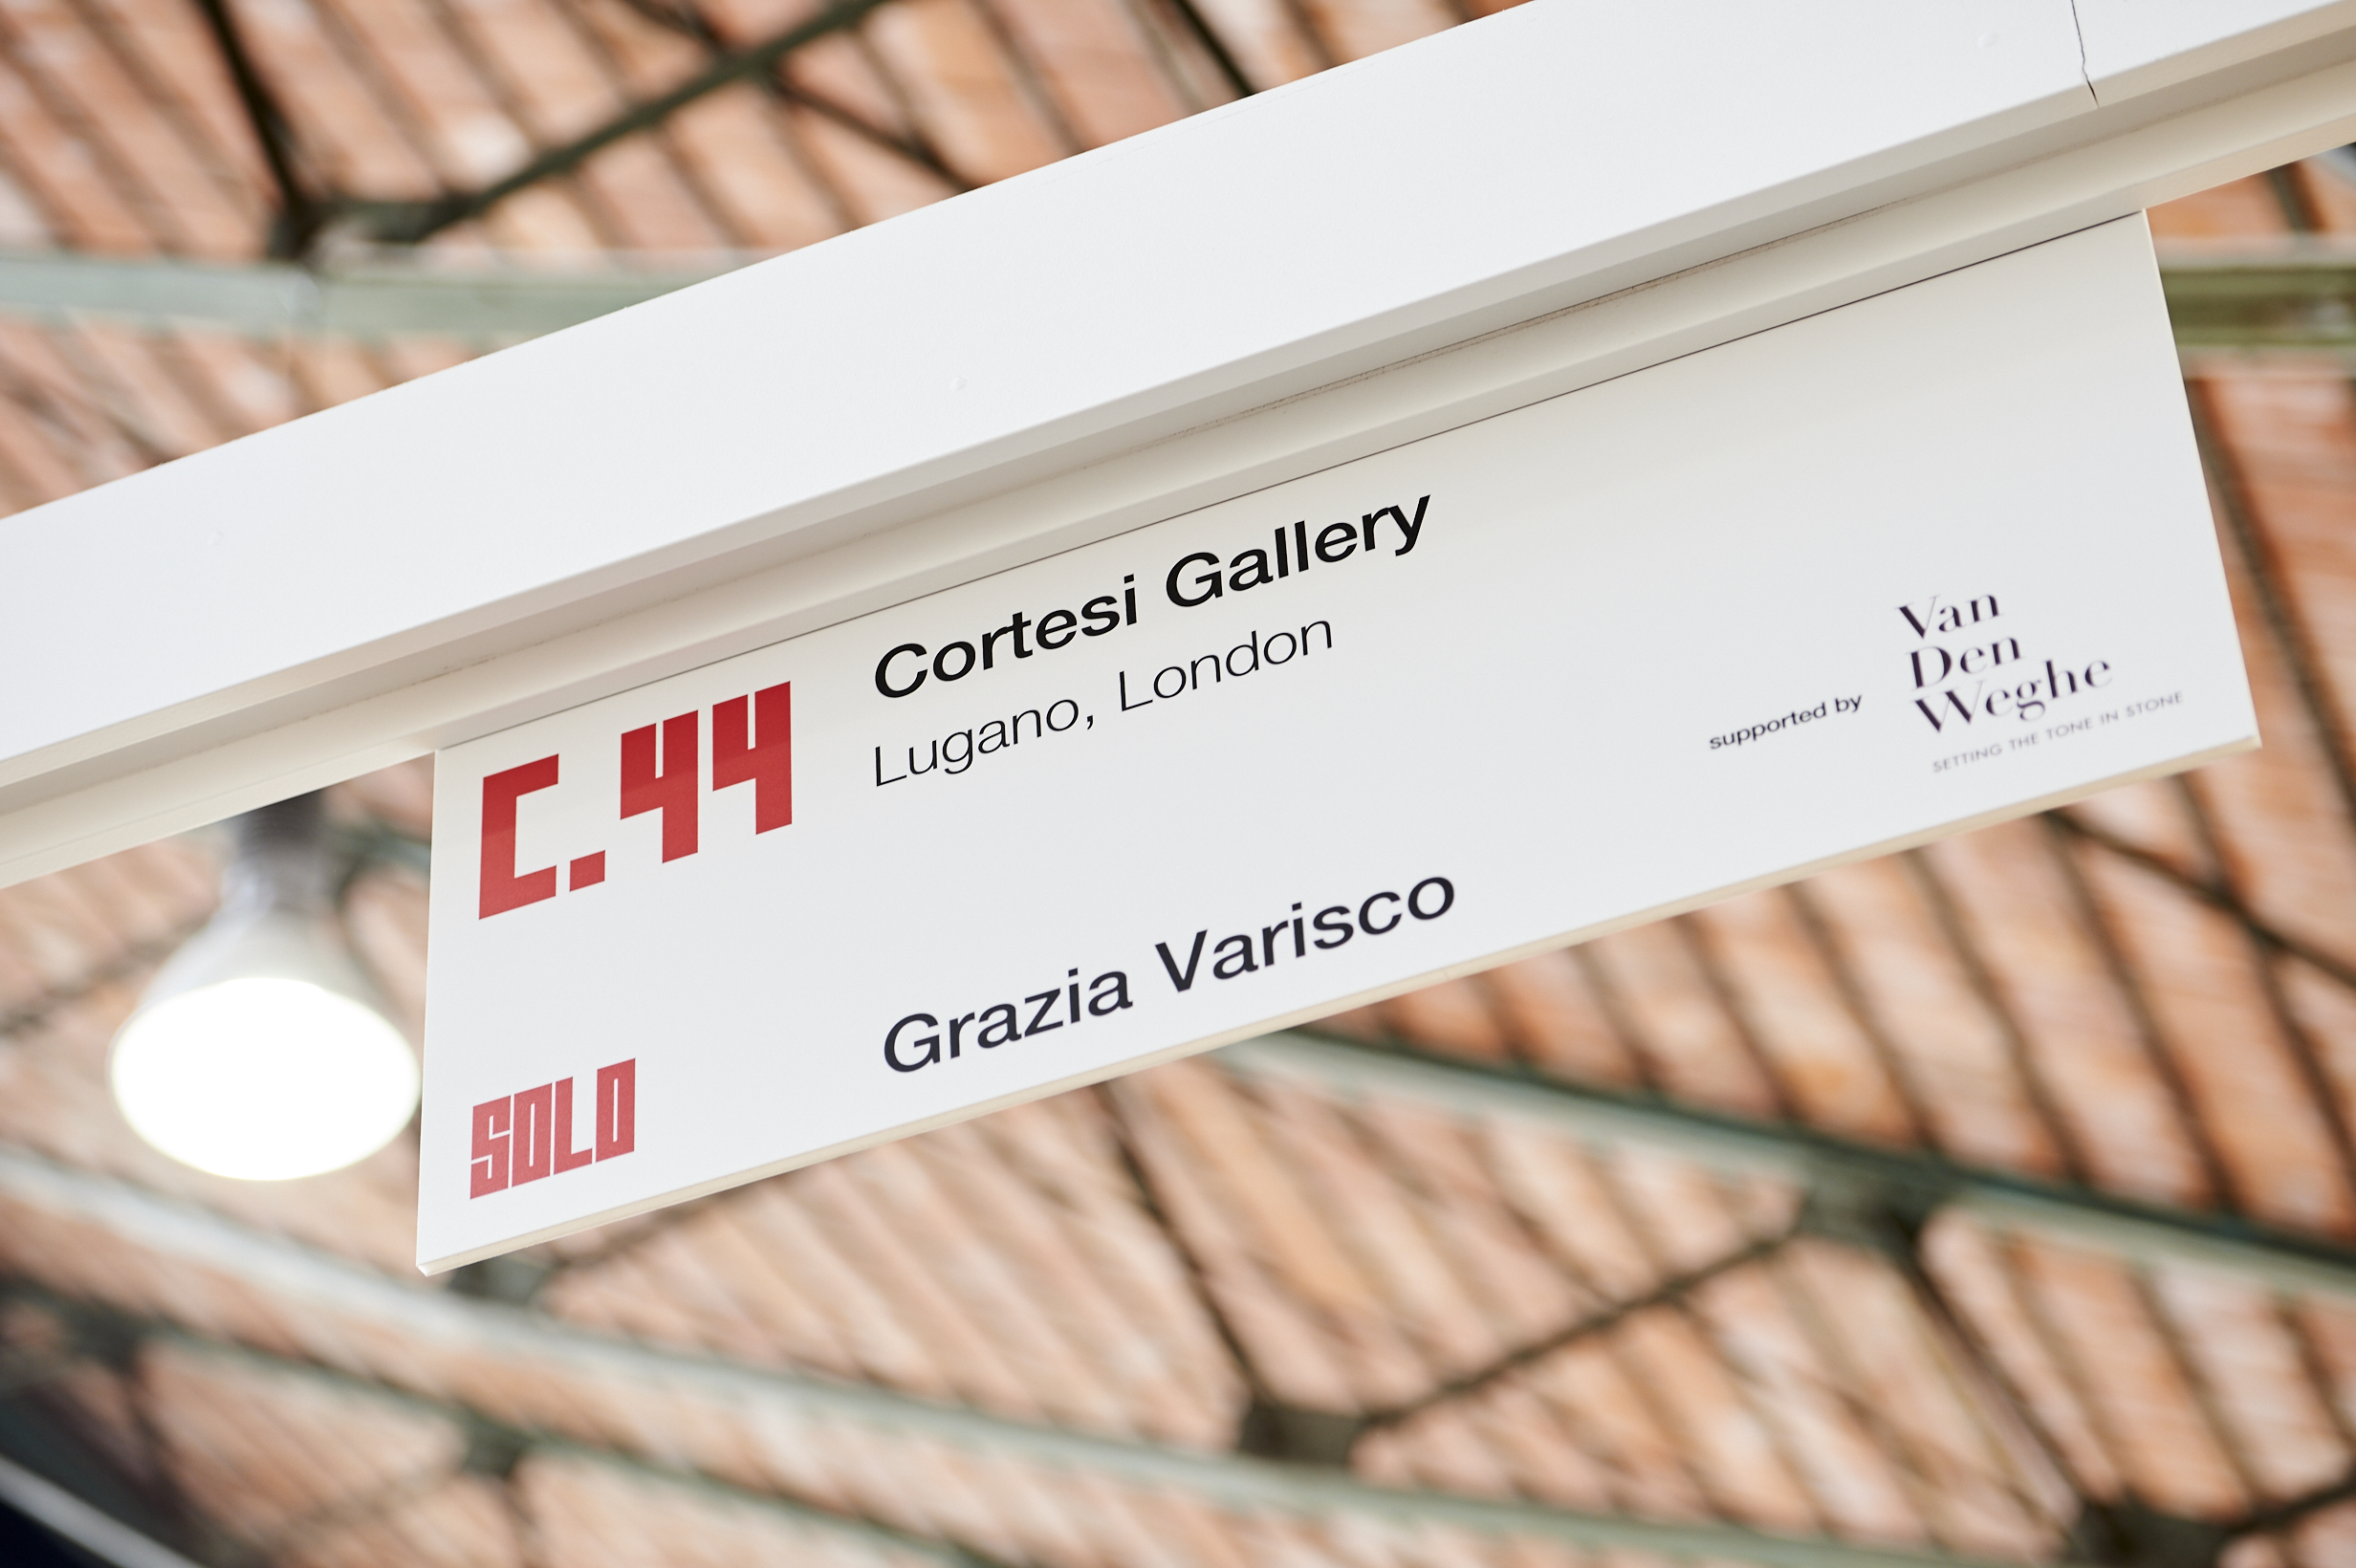 C.44
Cortesi Gallery
Lugano, London
supported by
Van
Den
Weghe
SETTING THE TONE IN STONE
SOLO
Grazia Varisco